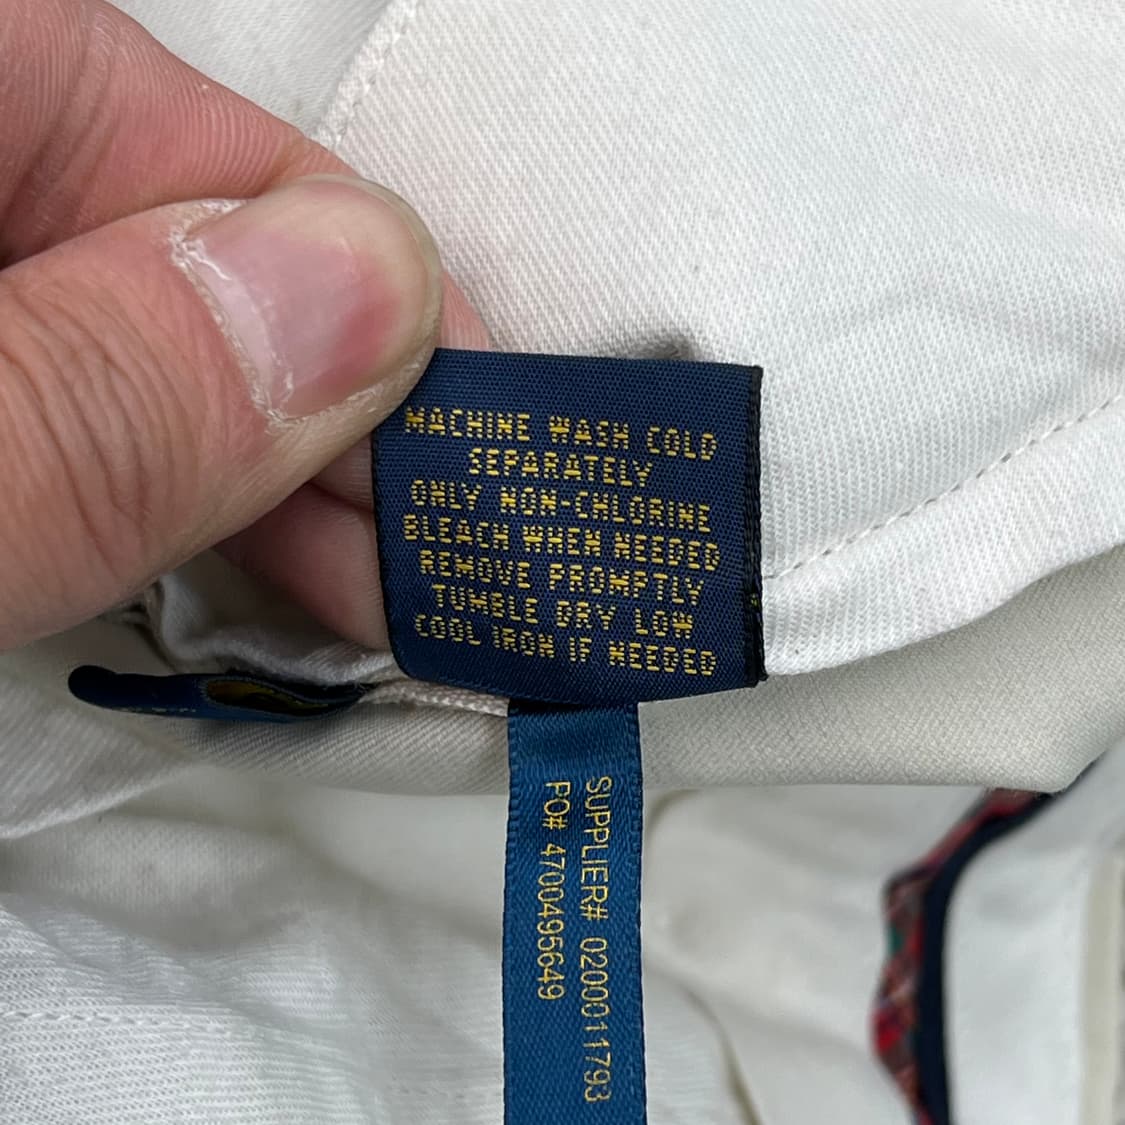 MACHINE WASH COLD
SEPARATELY
ONLY NON-CHLORINE
BLEACH WHEN NEEDED
REMOVE PROMPTLY
TUMBLE DRY LOW
COOL IRON IF NEEDED
SUPPLIER# 0200011793
PO# 4700495649